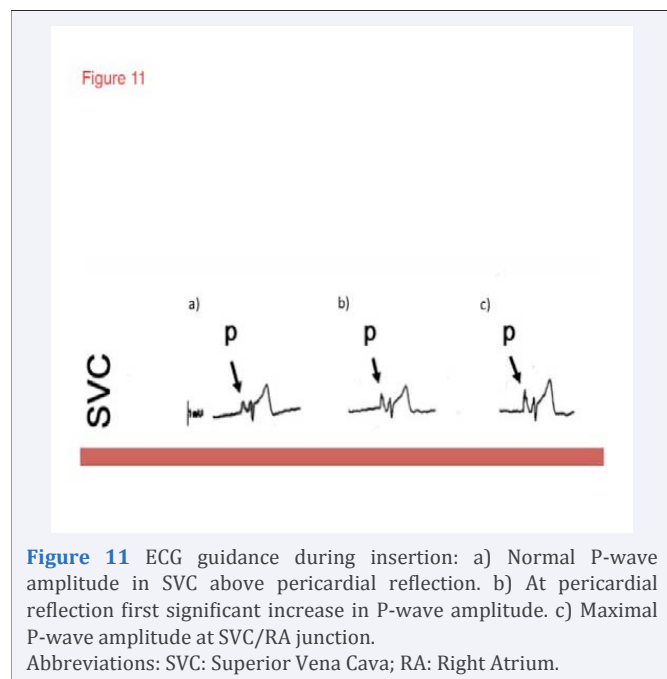 Figure 11
a) b) c)
p p p
SVC
1mV
Figure 11 ECG guidance during insertion: a) Normal P-wave
amplitude in SVC above pericardial reflection. b) At pericardial
reflection first significant increase in P-wave amplitude. c) Maximal
P-wave amplitude at SVC/RA junction.
Abbreviations: SVC: Superior Vena Cava; RA: Right Atrium.